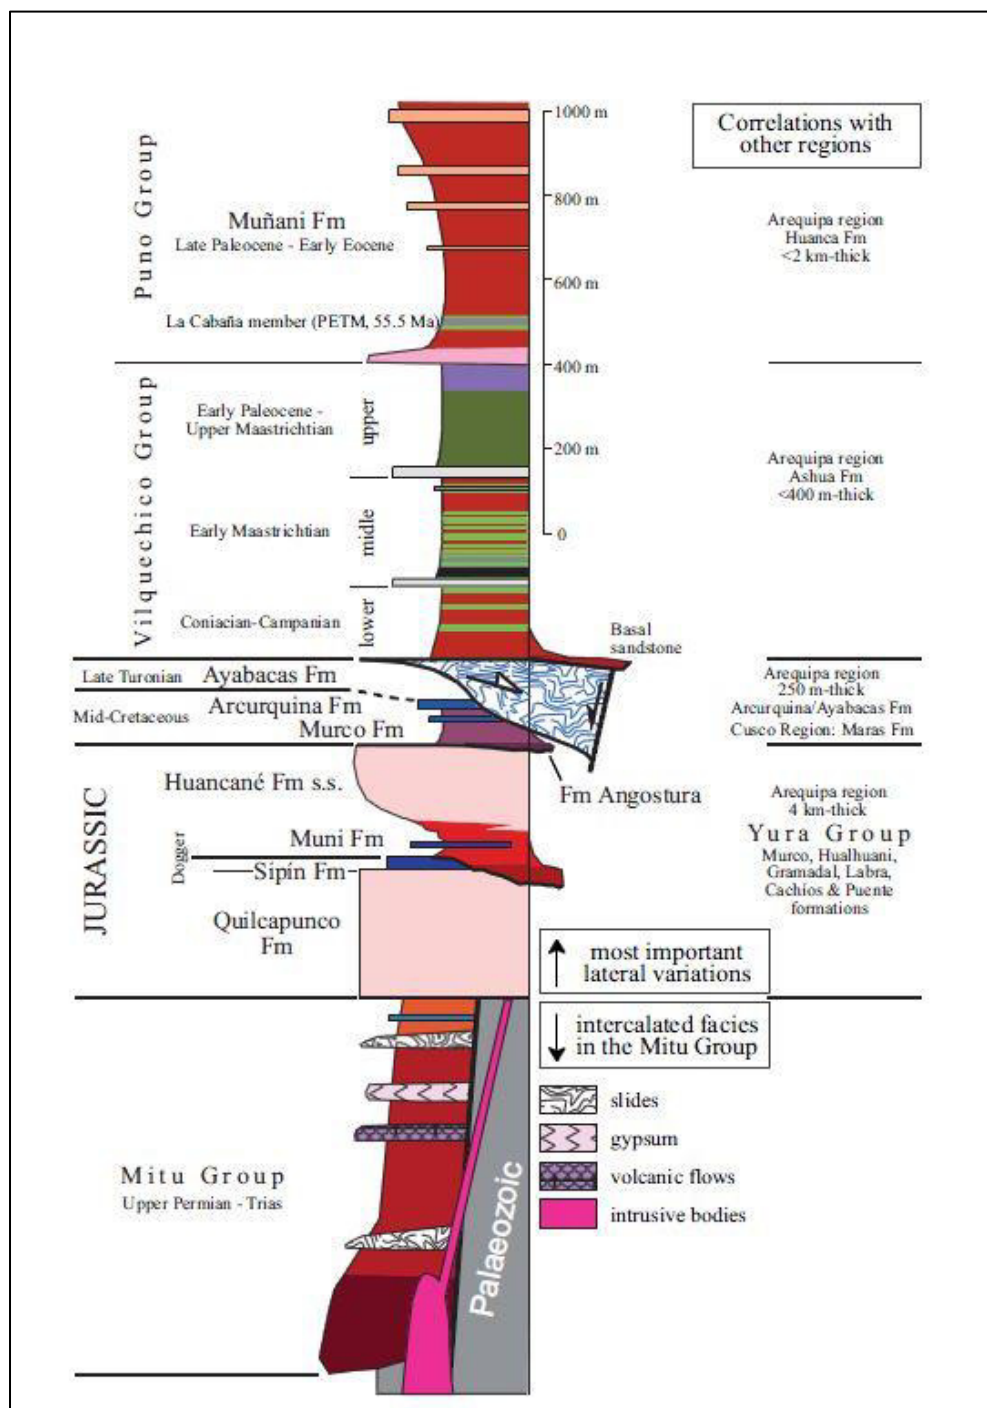 1000 m
800 m
600 m
400 m
200 m
0
Correlations with
other regions
Puno Group
Muñani Fm
Late Paleocene - Early Eocene
La Cabaña member (PETM, 55.5 Ma)
Arequipa region
Huanca Fm
<2 km-thick
Vilquechico Group
Early Paleocene -
Upper Maastrichtian
upper
Early Maastrichtian
midle
Coniacian-Campanian
lower
Arequipa region
Ashua Fm
<400 m-thick
Basal
sandstone
Late Turonian
Ayabacas Fm
Mid-Cretaceous
Arcurquina Fm
Murco Fm
Arequipa region
250 m-thick
Arcurquina/Ayabacas Fm
Cusco Region: Maras Fm
JURASSIC
Huancané Fm s.s.
Fm Angostura
Muni Fm
Dogger
Sipín Fm
Quilcapunco
Fm
Arequipa region
4 km-thick
Yura Group
Murco, Hualhuani,
Gramadal, Labra,
Cachíos & Puente
formations
most important
lateral variations
intercalated facies
in the Mitu Group
slides
gypsum
volcanic flows
intrusive bodies
Mitu Group
Upper Permian - Trias
Palaeozoic